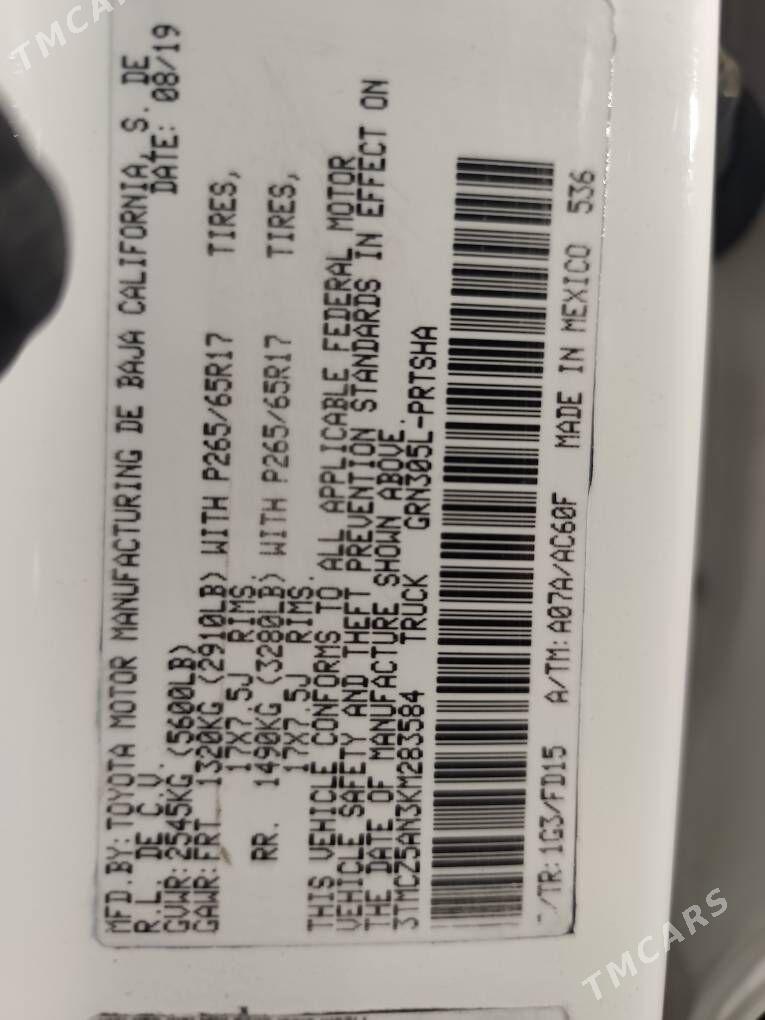 TMCARS
MFD.BY:TOYOTA MOTOR MANUFACTURING DE BAJA CALIFORNIA,S. DE
R.L. DE C.V. DATE: 08/19
GVWR:2545KG (5600LB)
GAWR:FRT. 1320KG (2910LB) WITH P265/65R17 TIRES,
17X7.5J RIMS.
RR. 1490KG (3280LB) WITH P265/65R17 TIRES,
17X7.5J RIMS.
THIS VEHICLE CONFORMS TO ALL APPLICABLE FEDERAL MOTOR
VEHICLE SAFETY AND THEFT PREVENTION STANDARDS IN EFFECT ON
THE DATE OF MANUFACTURE SHOWN ABOVE.
3TMCZ5AN3KM283584 TRUCK GRN305L-PRTSHA
/TR:1G3/FD15 A/TM:A07A/AC60F MADE IN MEXICO 536
TMCARS